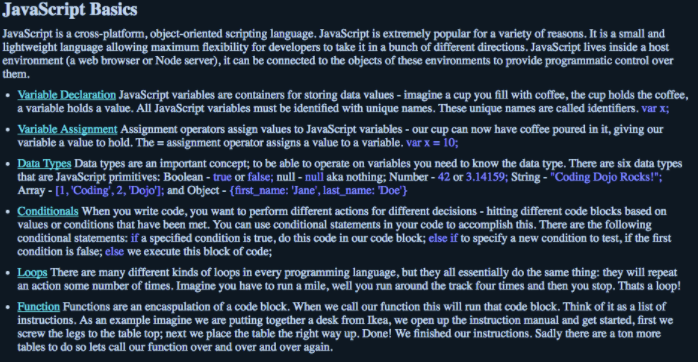 JavaScript Basics
JavaScript is a cross-platform, object-oriented scripting language. JavaScript is extremely popular for a variety of reasons. It is a small and
lightweight language allowing maximum flexibility for developers to take it in a bunch of different directions. JavaScript lives inside a host
environment (a web browser or Node server), it can be connected to the objects of these environments to provide programmatic control over
them.
• Variable Declaration JavaScript variables are containers for storing data values - imagine a cup you fill with coffee, the cup holds the coffee,
a variable holds a value. All JavaScript variables must be identified with unique names. These unique names are called identifiers. var x;
• Variable Assignment Assignment operators assign values to JavaScript variables - our cup can now have coffee poured in it, giving our
variable a value to hold. The = assignment operator assigns a value to a variable. var x = 10;
• Data Types Data types are an important concept; to be able to operate on variables you need to know the data type. There are six data types
that are JavaScript primitives: Boolean - true or false; null - null aka nothing; Number - 42 or 3.14159; String - "Coding Dojo Rocks!";
Array - [1, 'Coding', 2, 'Dojo']; and Object - {first_name: 'Jane', last_name: 'Doe'}
• Conditionals When you write code, you want to perform different actions for different decisions - hitting different code blocks based on
values or conditions that have been met. You can use conditional statements in your code to accomplish this. There are the following
conditional statements: if a specified condition is true, do this code in our code block; else if to specify a new condition to test, if the first
condition is false; else we execute this block of code;
• Loops There are many different kinds of loops in every programming language, but they all essentially do the same thing: they will repeat
an action some number of times. Imagine you have to run a mile, well you run around the track four times and then you stop. Thats a loop!
• Function Functions are an encaspulation of a code block. When we call our function this will run that code block. Think of it as a list of
instructions. As an example imagine we are putting together a desk from Ikea, we open up the instruction manual and get started, first we
screw the legs to the table top; next we place the table the right way up. Done! We finished our instructions. Sadly there are a ton more
tables to do so lets call our function over and over and over again.